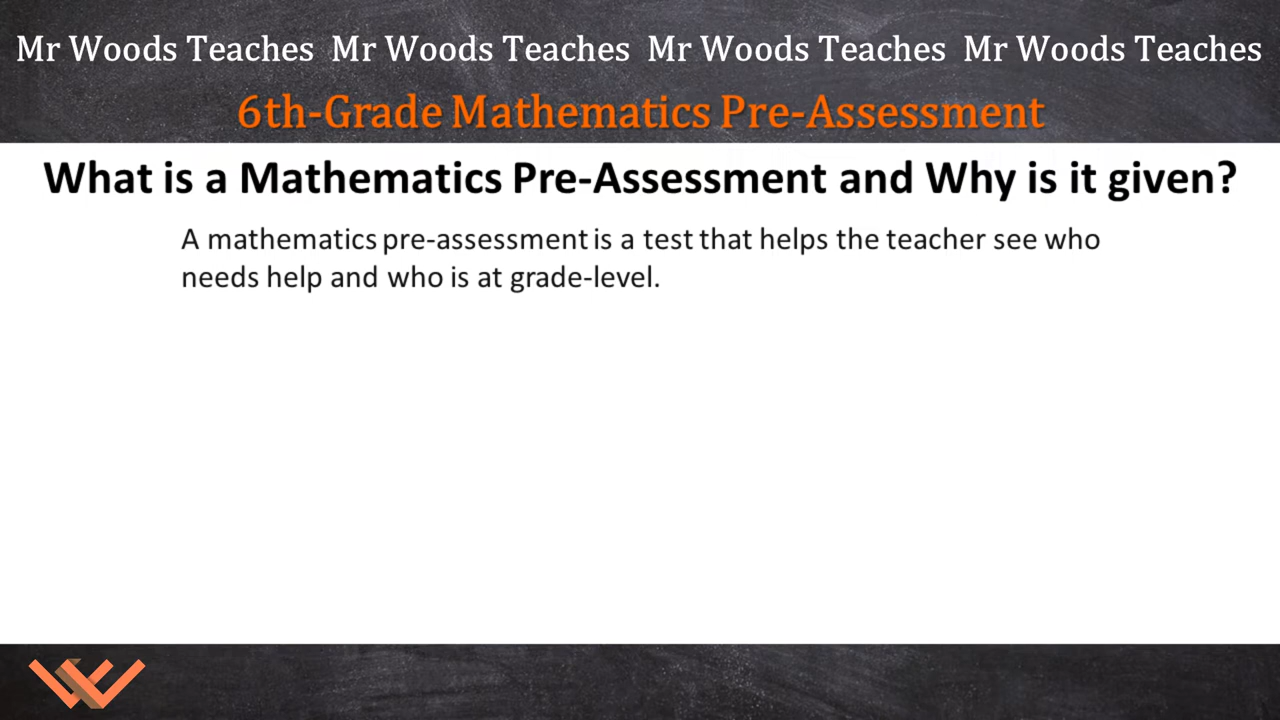 Mr Woods Teaches Mr Woods Teaches Mr Woods Teaches Mr Woods Teaches
6th-Grade Mathematics Pre-Assessment
What is a Mathematics Pre-Assessment and Why is it given?
A mathematics pre-assessment is a test that helps the teacher see who
needs help and who is at grade-level.